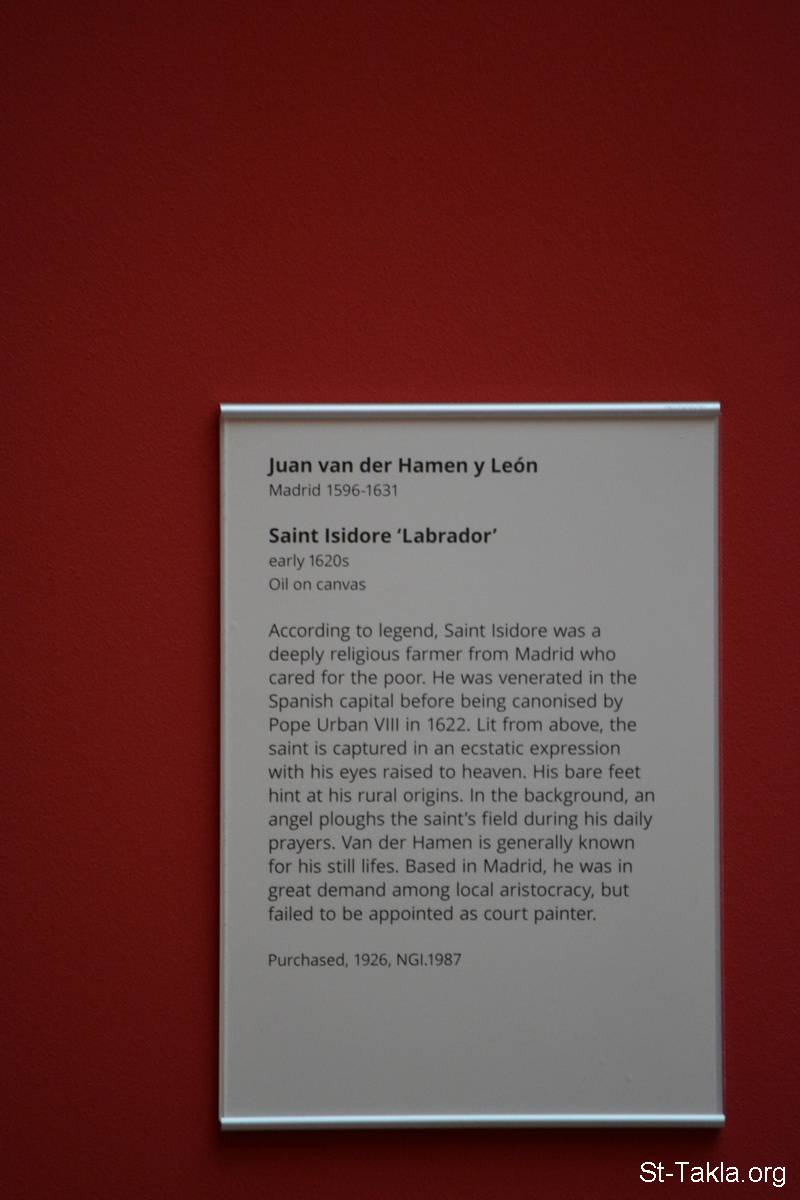 Juan van der Hamen y León
Madrid 1596-1631
Saint Isidore ‘Labrador’
early 1620s
Oil on canvas
According to legend, Saint Isidore was a
deeply religious farmer from Madrid who
cared for the poor. He was venerated in the
Spanish capital before being canonised by
Pope Urban VIII in 1622. Lit from above, the
saint is captured in an ecstatic expression
with his eyes raised to heaven. His bare feet
hint at his rural origins. In the background, an
angel ploughs the saint’s field during his daily
prayers. Van der Hamen is generally known
for his still lifes. Based in Madrid, he was in
great demand among local aristocracy, but
failed to be appointed as court painter.
Purchased, 1926, NGI.1987
St-Takla.org